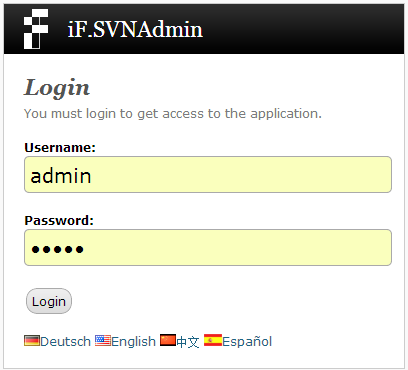 iF.SVNAdmin
Login
You must login to get access to the application.
Username:
admin
Password:
•••••
Login
Deutsch English 中文 Español